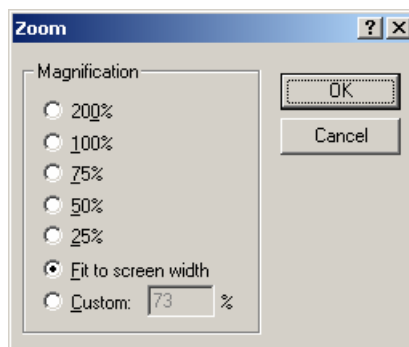 Zoom
Magnification
200%
100%
75%
50%
25%
Fit to screen width
Custom: 73 %
OK
Cancel